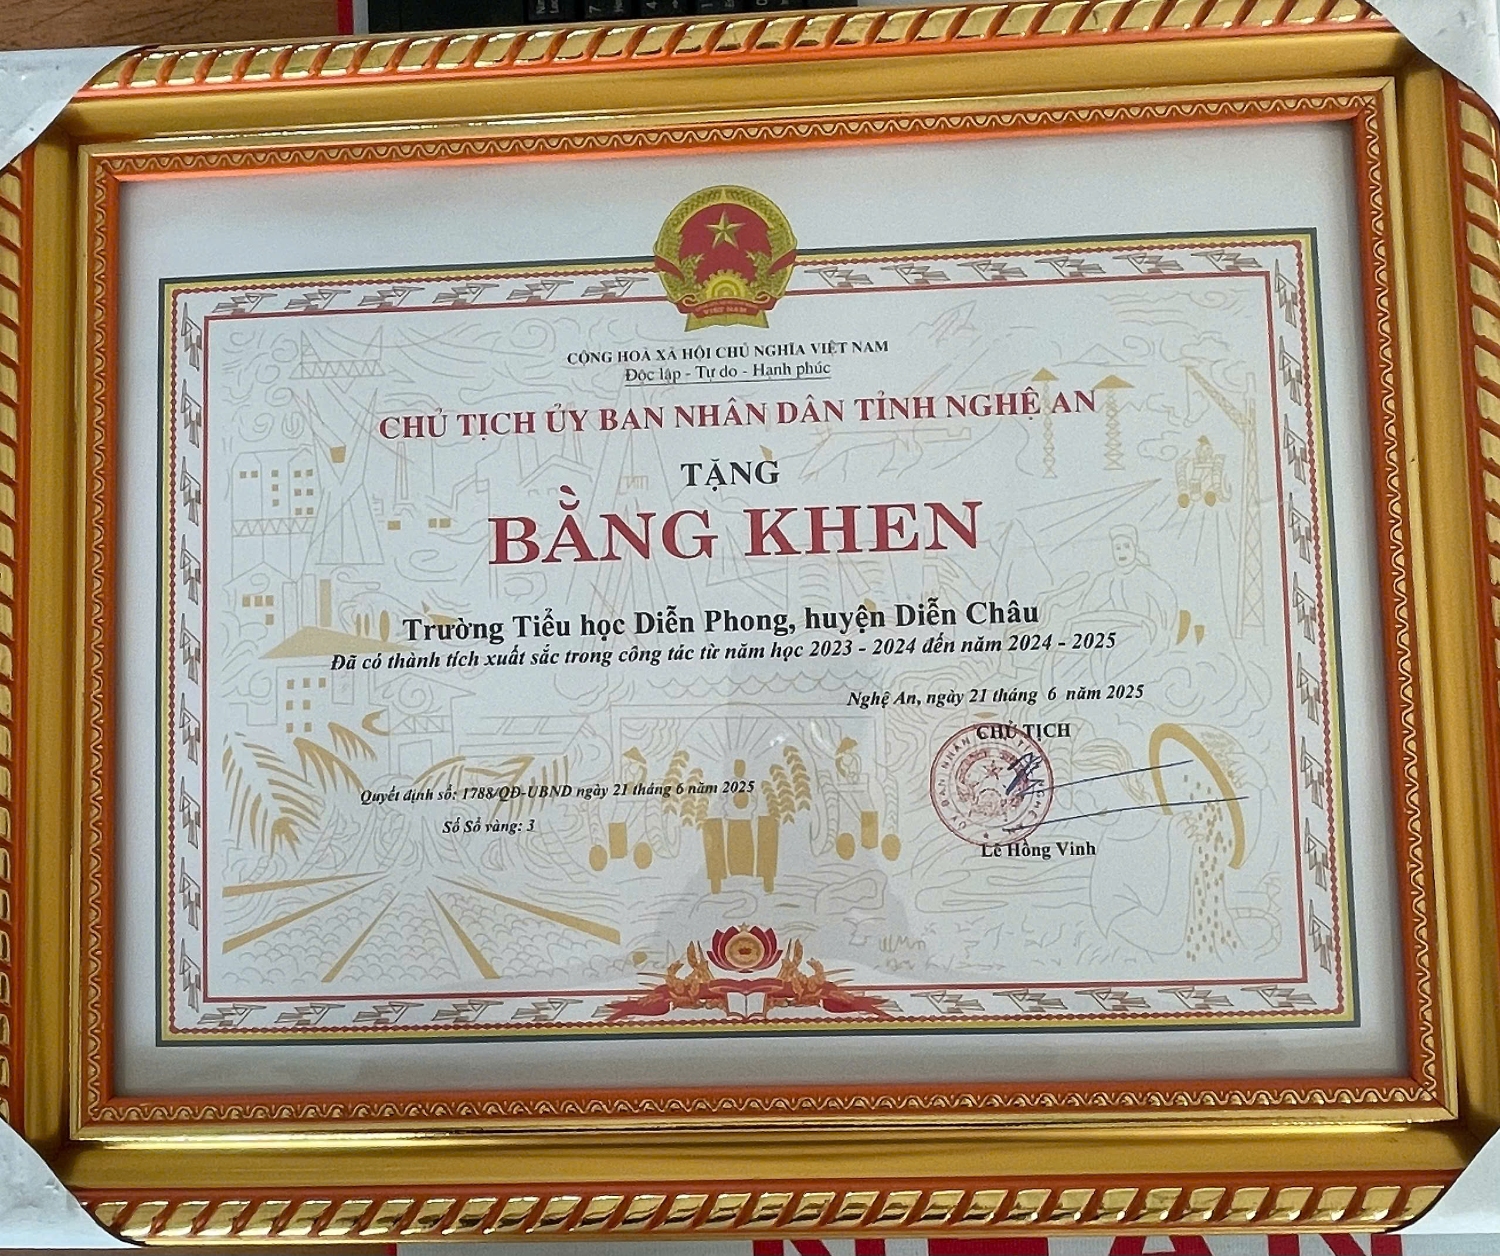 VIỆT NAM
CỘNG HOÀ XÃ HỘI CHỦ NGHĨA VIỆT NAM
Độc lập - Tự do - Hạnh phúc
CHỦ TỊCH ỦY BAN NHÂN DÂN TỈNH NGHỆ AN
TẶNG
BẰNG KHEN
Trường Tiểu học Diễn Phong, huyện Diễn Châu
Đã có thành tích xuất sắc trong công tác từ năm học 2023 - 2024 đến năm 2024 - 2025
Nghệ An, ngày 21 tháng 6 năm 2025
CHỦ TỊCH
Quyết định số: 1788/QĐ-UBND ngày 21 tháng 6 năm 2025
Số Sổ vàng: 3
Lê Hồng Vinh